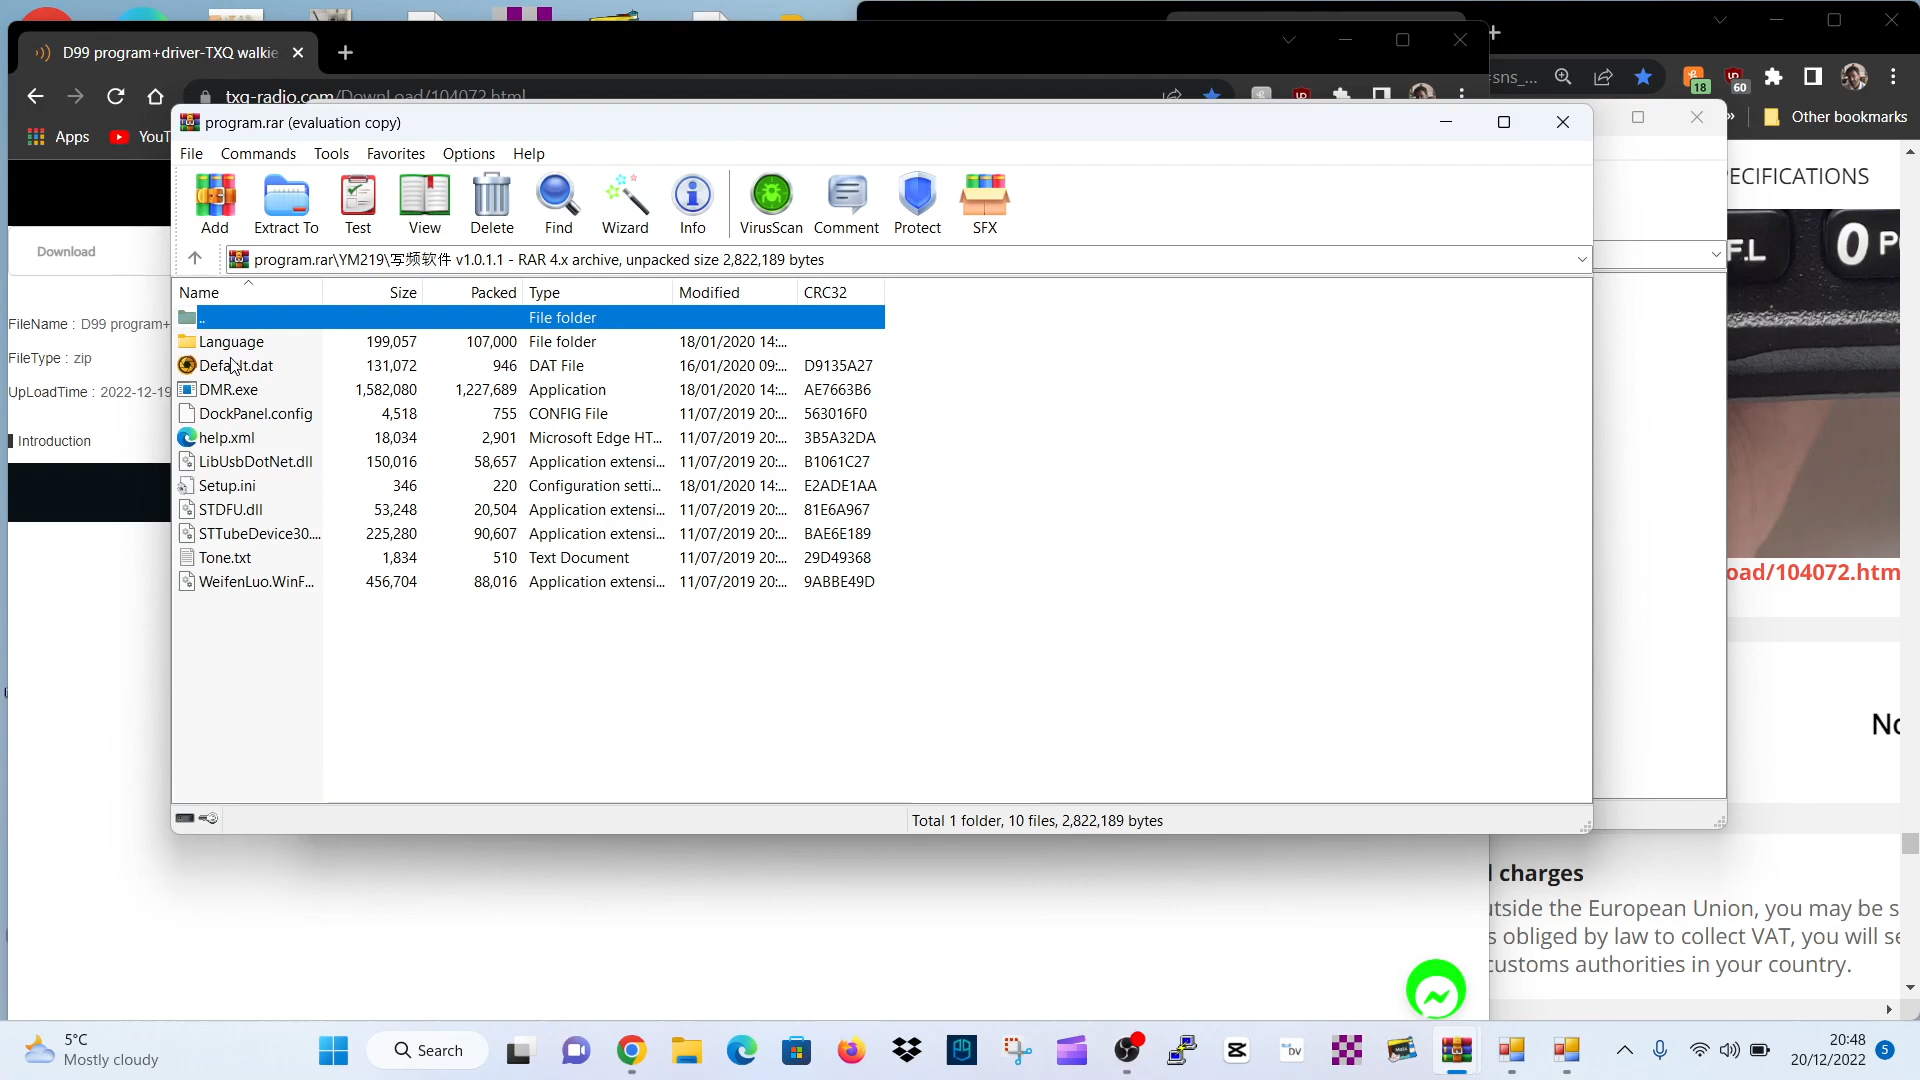 D99 program+driver-TXQ walkie
txq-radio.com/DownLoad/104072.html
sns_...
18
60
Apps
YouT
Other bookmarks
program.rar (evaluation copy)
File Commands Tools Favorites Options Help
Add Extract To Test View Delete Find Wizard Info VirusScan Comment Protect SFX
program.rar\YM219\写频软件 v1.0.1.1 - RAR 4.x archive, unpacked size 2,822,189 bytes
Name Size Packed Type Modified CRC32
.. File folder
Language 199,057 107,000 File folder 18/01/2020 14:...
Default.dat 131,072 946 DAT File 16/01/2020 09:... D9135A27
DMR.exe 1,582,080 1,227,689 Application 18/01/2020 14:... AE7663B6
DockPanel.config 4,518 755 CONFIG File 11/07/2019 20:... 563016F0
help.xml 18,034 2,901 Microsoft Edge HT... 11/07/2019 20:... 3B5A32DA
LibUsbDotNet.dll 150,016 58,657 Application extensi... 11/07/2019 20:... B1061C27
Setup.ini 346 220 Configuration setti... 18/01/2020 14:... E2ADE1AA
STDFU.dll 53,248 20,504 Application extensi... 11/07/2019 20:... 81E6A967
STTubeDevice30.... 225,280 90,607 Application extensi... 11/07/2019 20:... BAE6E189
Tone.txt 1,834 510 Text Document 11/07/2019 20:... 29D49368
WeifenLuo.WinF... 456,704 88,016 Application extensi... 11/07/2019 20:... 9ABBE49D
Total 1 folder, 10 files, 2,822,189 bytes
Download
FileName : D99 program+
FileType : zip
UpLoadTime : 2022-12-19
Introduction
ECIFICATIONS
F.L 0 P
oad/104072.htm
No
charges
utside the European Union, you may be s
s obliged by law to collect VAT, you will se
customs authorities in your country.
5°C
Mostly cloudy
Search
DV
20:48
20/12/2022
5